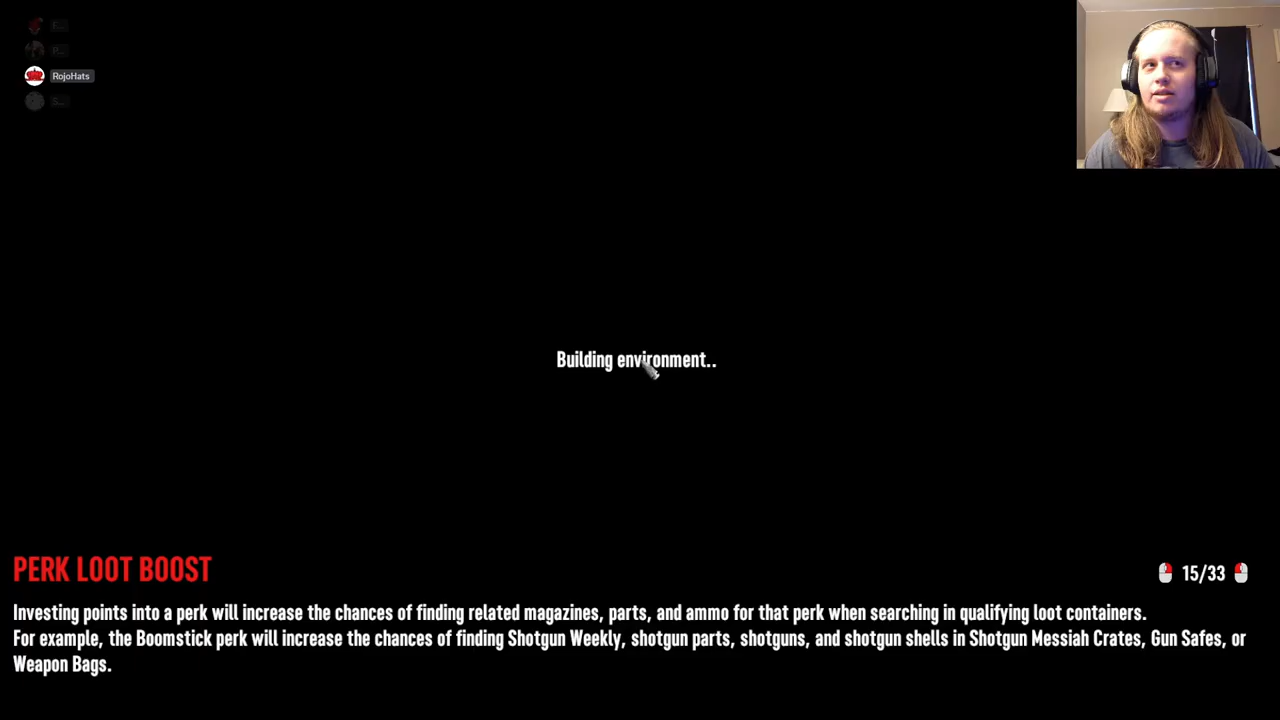 RojoHats
Building environment..
PERK LOOT BOOST
15/33
Investing points into a perk will increase the chances of finding related magazines, parts, and ammo for that perk when searching in qualifying loot containers.
For example, the Boomstick perk will increase the chances of finding Shotgun Weekly, shotgun parts, shotguns, and shotgun shells in Shotgun Messiah Crates, Gun Safes, or
Weapon Bags.